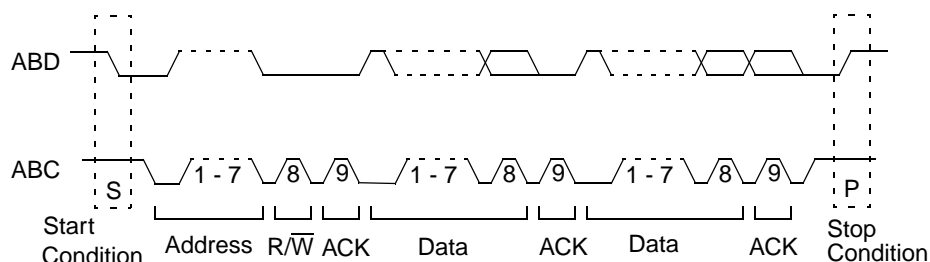 ABD
ABC
S 1 - 7 8 9 1 - 7 8 9 1 - 7 8 9 P
Start Condition
Address R/W̅ ACK Data ACK Data ACK
Stop Condition